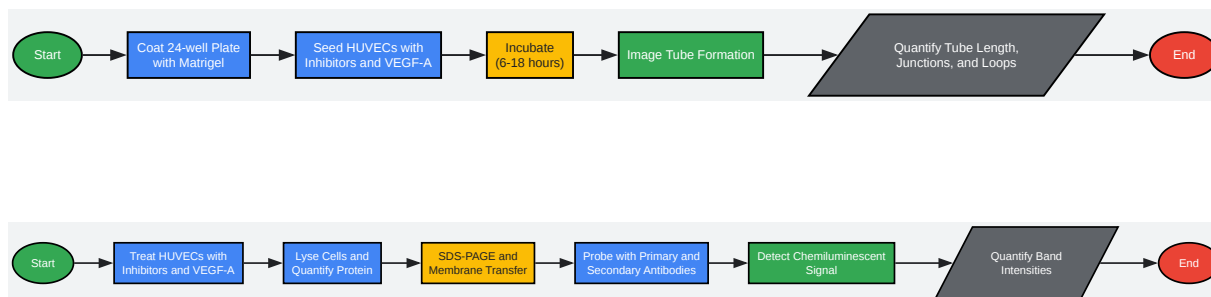 Start
Coat 24-well Plate
with Matrigel
Seed HUVECs with
Inhibitors and VEGF-A
Incubate
(6-18 hours)
Image Tube Formation
Quantify Tube Length,
Junctions, and Loops
End
Start
Treat HUVECs with
Inhibitors and VEGF-A
Lyse Cells and
Quantify Protein
SDS-PAGE and
Membrane Transfer
Probe with Primary and
Secondary Antibodies
Detect Chemiluminescent
Signal
Quantify Band
Intensities
End